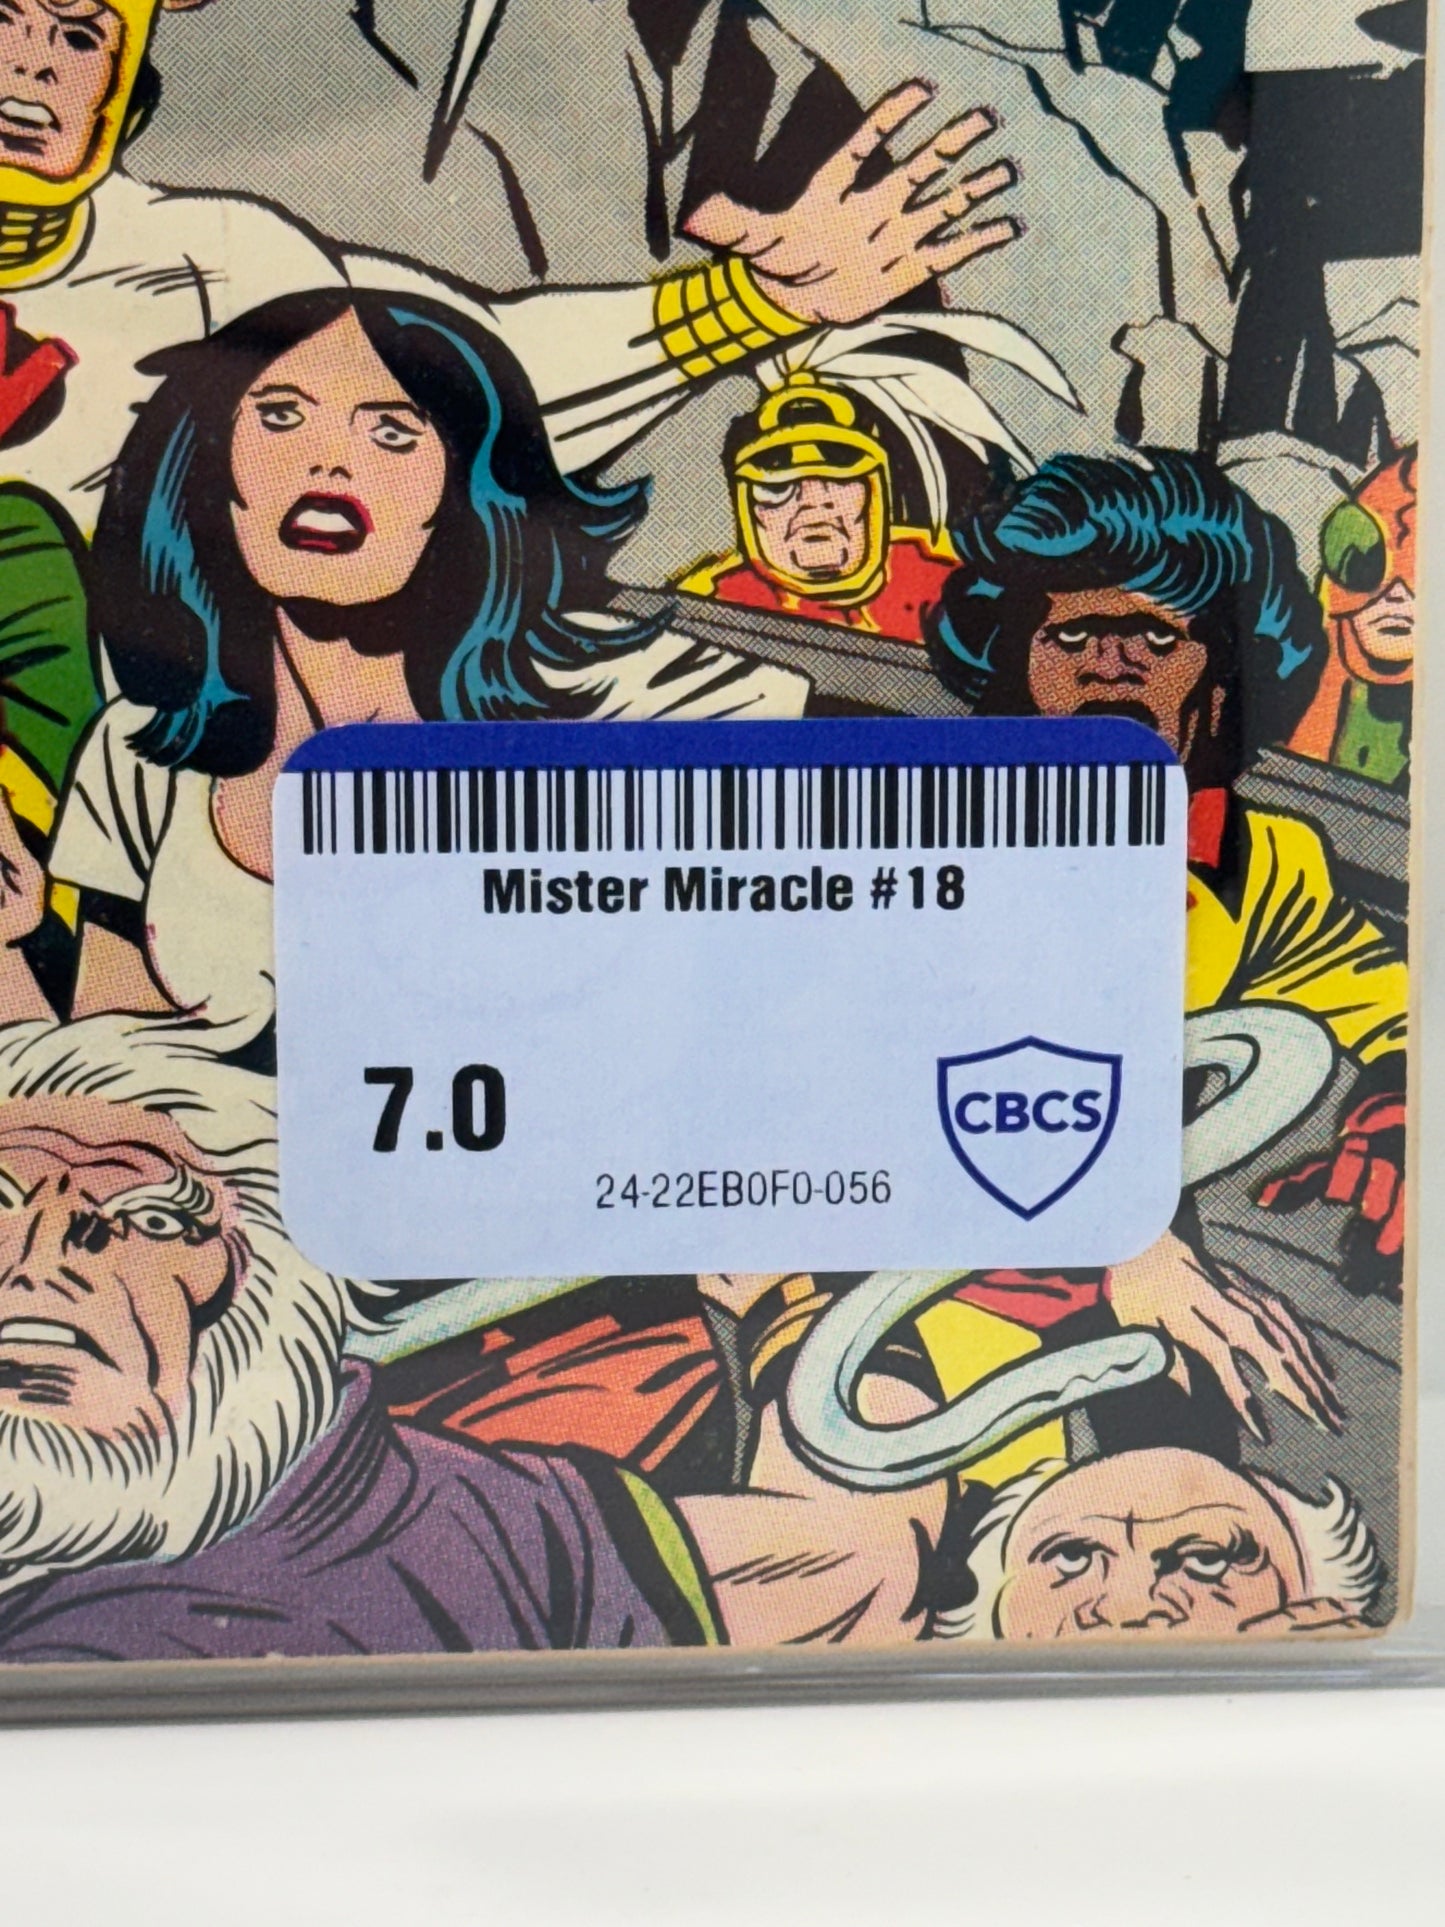 Mister Miracle #18
7.0
CBCS
24-22EB0F0-056